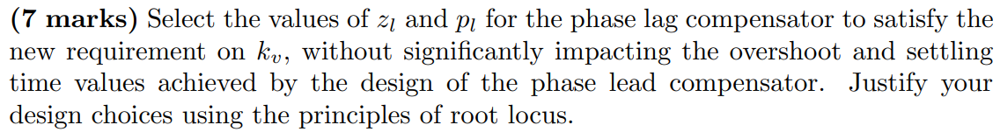 (7 marks) Select the values of $z_l$ and $p_l$ for the phase lag compensator to satisfy the
new requirement on $k_v$, without significantly impacting the overshoot and settling
time values achieved by the design of the phase lead compensator. Justify your
design choices using the principles of root locus.